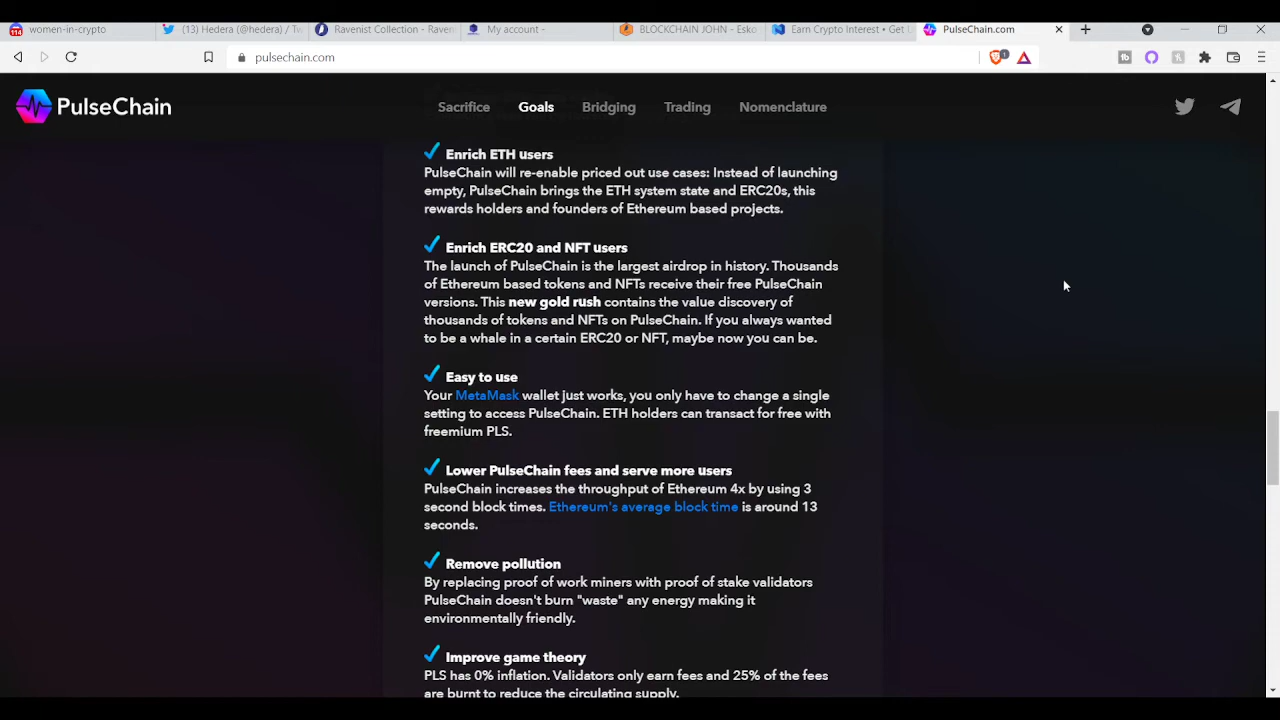 114
women-in-crypto
(13) Hedera (@hedera) / Tw
Ravenist Collection - Raven
My account -
BLOCKCHAIN JOHN - Esko
Earn Crypto Interest • Get L
PulseChain.com
pulsechain.com
1
PulseChain
Sacrifice
Goals
Bridging
Trading
Nomenclature
Enrich ETH users
PulseChain will re-enable priced out use cases: Instead of launching
empty, PulseChain brings the ETH system state and ERC20s, this
rewards holders and founders of Ethereum based projects.
Enrich ERC20 and NFT users
The launch of PulseChain is the largest airdrop in history. Thousands
of Ethereum based tokens and NFTs receive their free PulseChain
versions. This new gold rush contains the value discovery of
thousands of tokens and NFTs on PulseChain. If you always wanted
to be a whale in a certain ERC20 or NFT, maybe now you can be.
Easy to use
Your MetaMask wallet just works, you only have to change a single
setting to access PulseChain. ETH holders can transact for free with
freemium PLS.
Lower PulseChain fees and serve more users
PulseChain increases the throughput of Ethereum 4x by using 3
second block times. Ethereum's average block time is around 13
seconds.
Remove pollution
By replacing proof of work miners with proof of stake validators
PulseChain doesn't burn "waste" any energy making it
environmentally friendly.
Improve game theory
PLS has 0% inflation. Validators only earn fees and 25% of the fees
are burnt to reduce the circulating supply.